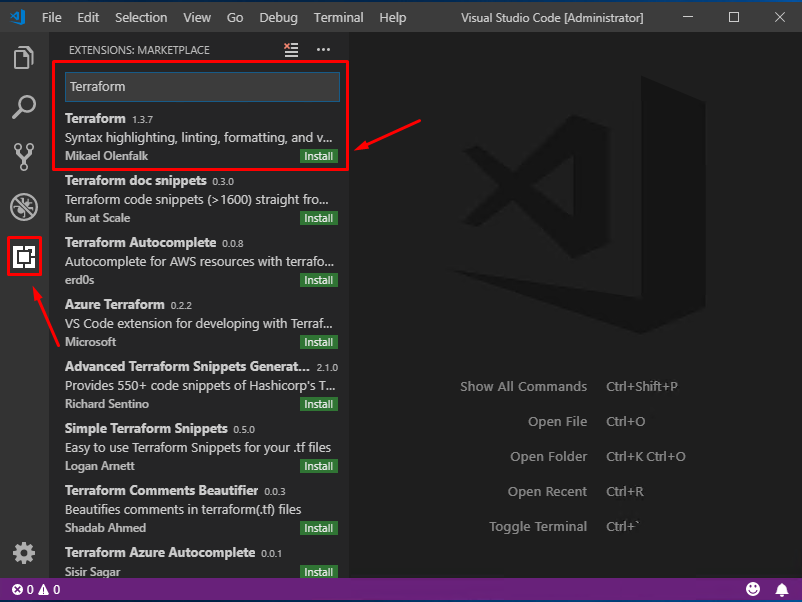 File Edit Selection View Go Debug Terminal Help Visual Studio Code [Administrator]
EXTENSIONS: MARKETPLACE
Terraform
Terraform 1.3.7
Syntax highlighting, linting, formatting, and v...
Mikael Olenfalk Install
Terraform doc snippets 0.3.0
Terraform code snippets (>1600) straight fro...
Run at Scale Install
Terraform Autocomplete 0.0.8
Autocomplete for AWS resources with terrafo...
erd0s Install
Azure Terraform 0.2.2
VS Code extension for developing with Terraf...
Microsoft Install
Advanced Terraform Snippets Generat... 2.1.0
Provides 550+ code snippets of Hashicorp's T...
Richard Sentino Install
Simple Terraform Snippets 0.5.0
Easy to use Terraform Snippets for your .tf files
Logan Arnett Install
Terraform Comments Beautifier 0.0.3
Beautifies comments in terraform(.tf) files
Shadab Ahmed Install
Terraform Azure Autocomplete 0.0.1
Sisir Sagar Install
Show All Commands Ctrl+Shift+P
Open File Ctrl+O
Open Folder Ctrl+K Ctrl+O
Open Recent Ctrl+R
Toggle Terminal Ctrl+`
0 0